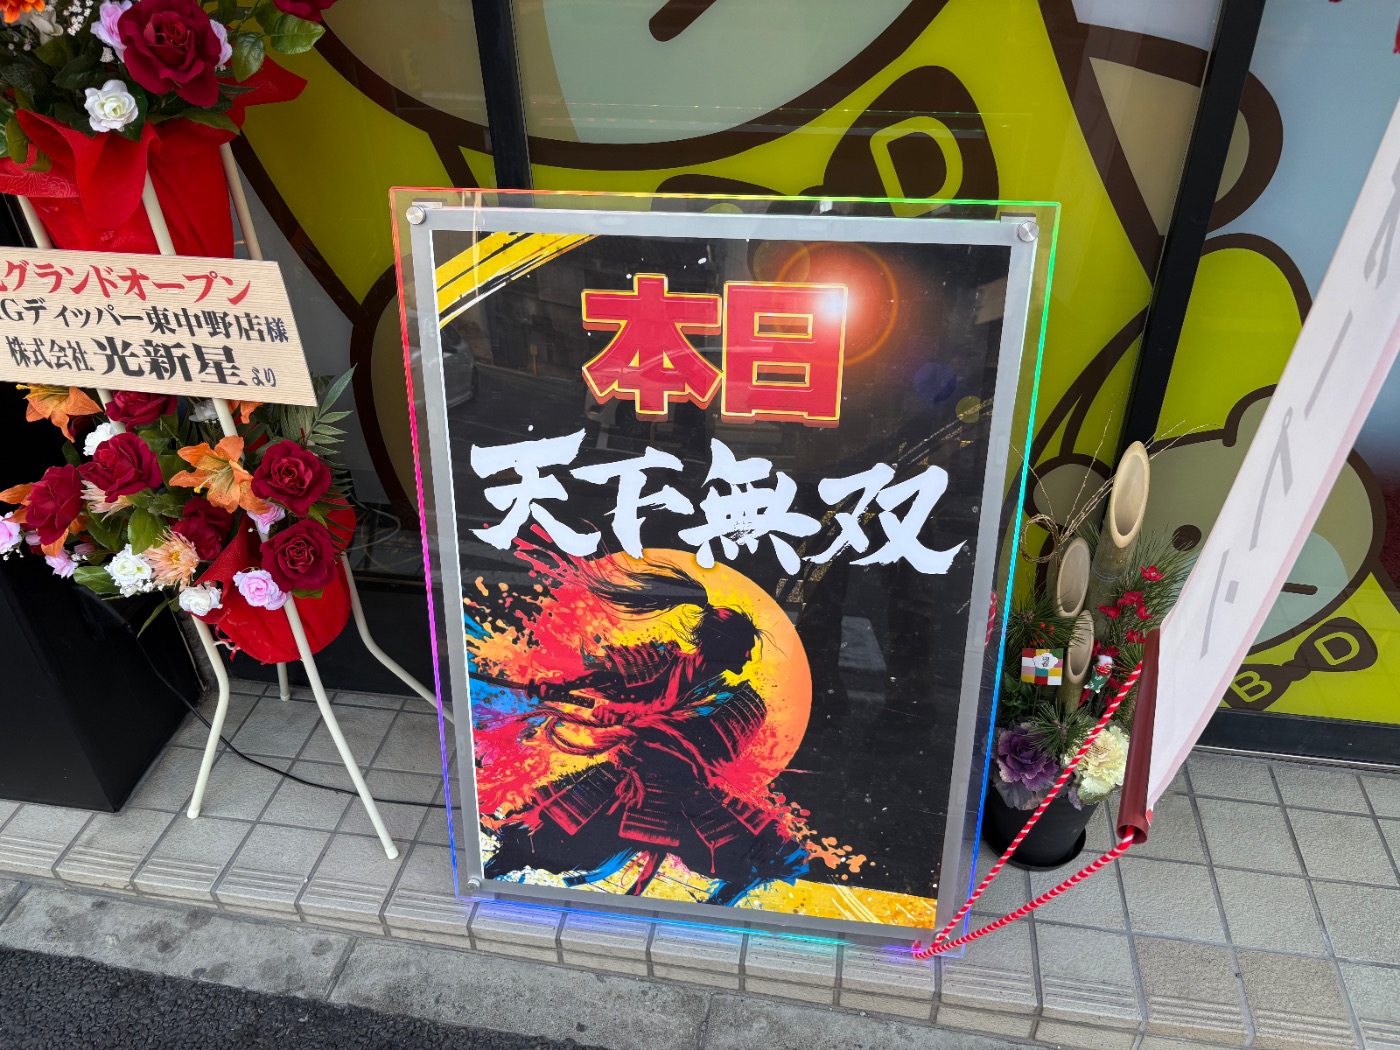 グランドオープン
Gディッパー東中野店様
株式会社 光新星 より
本日
天下無双
D
BD